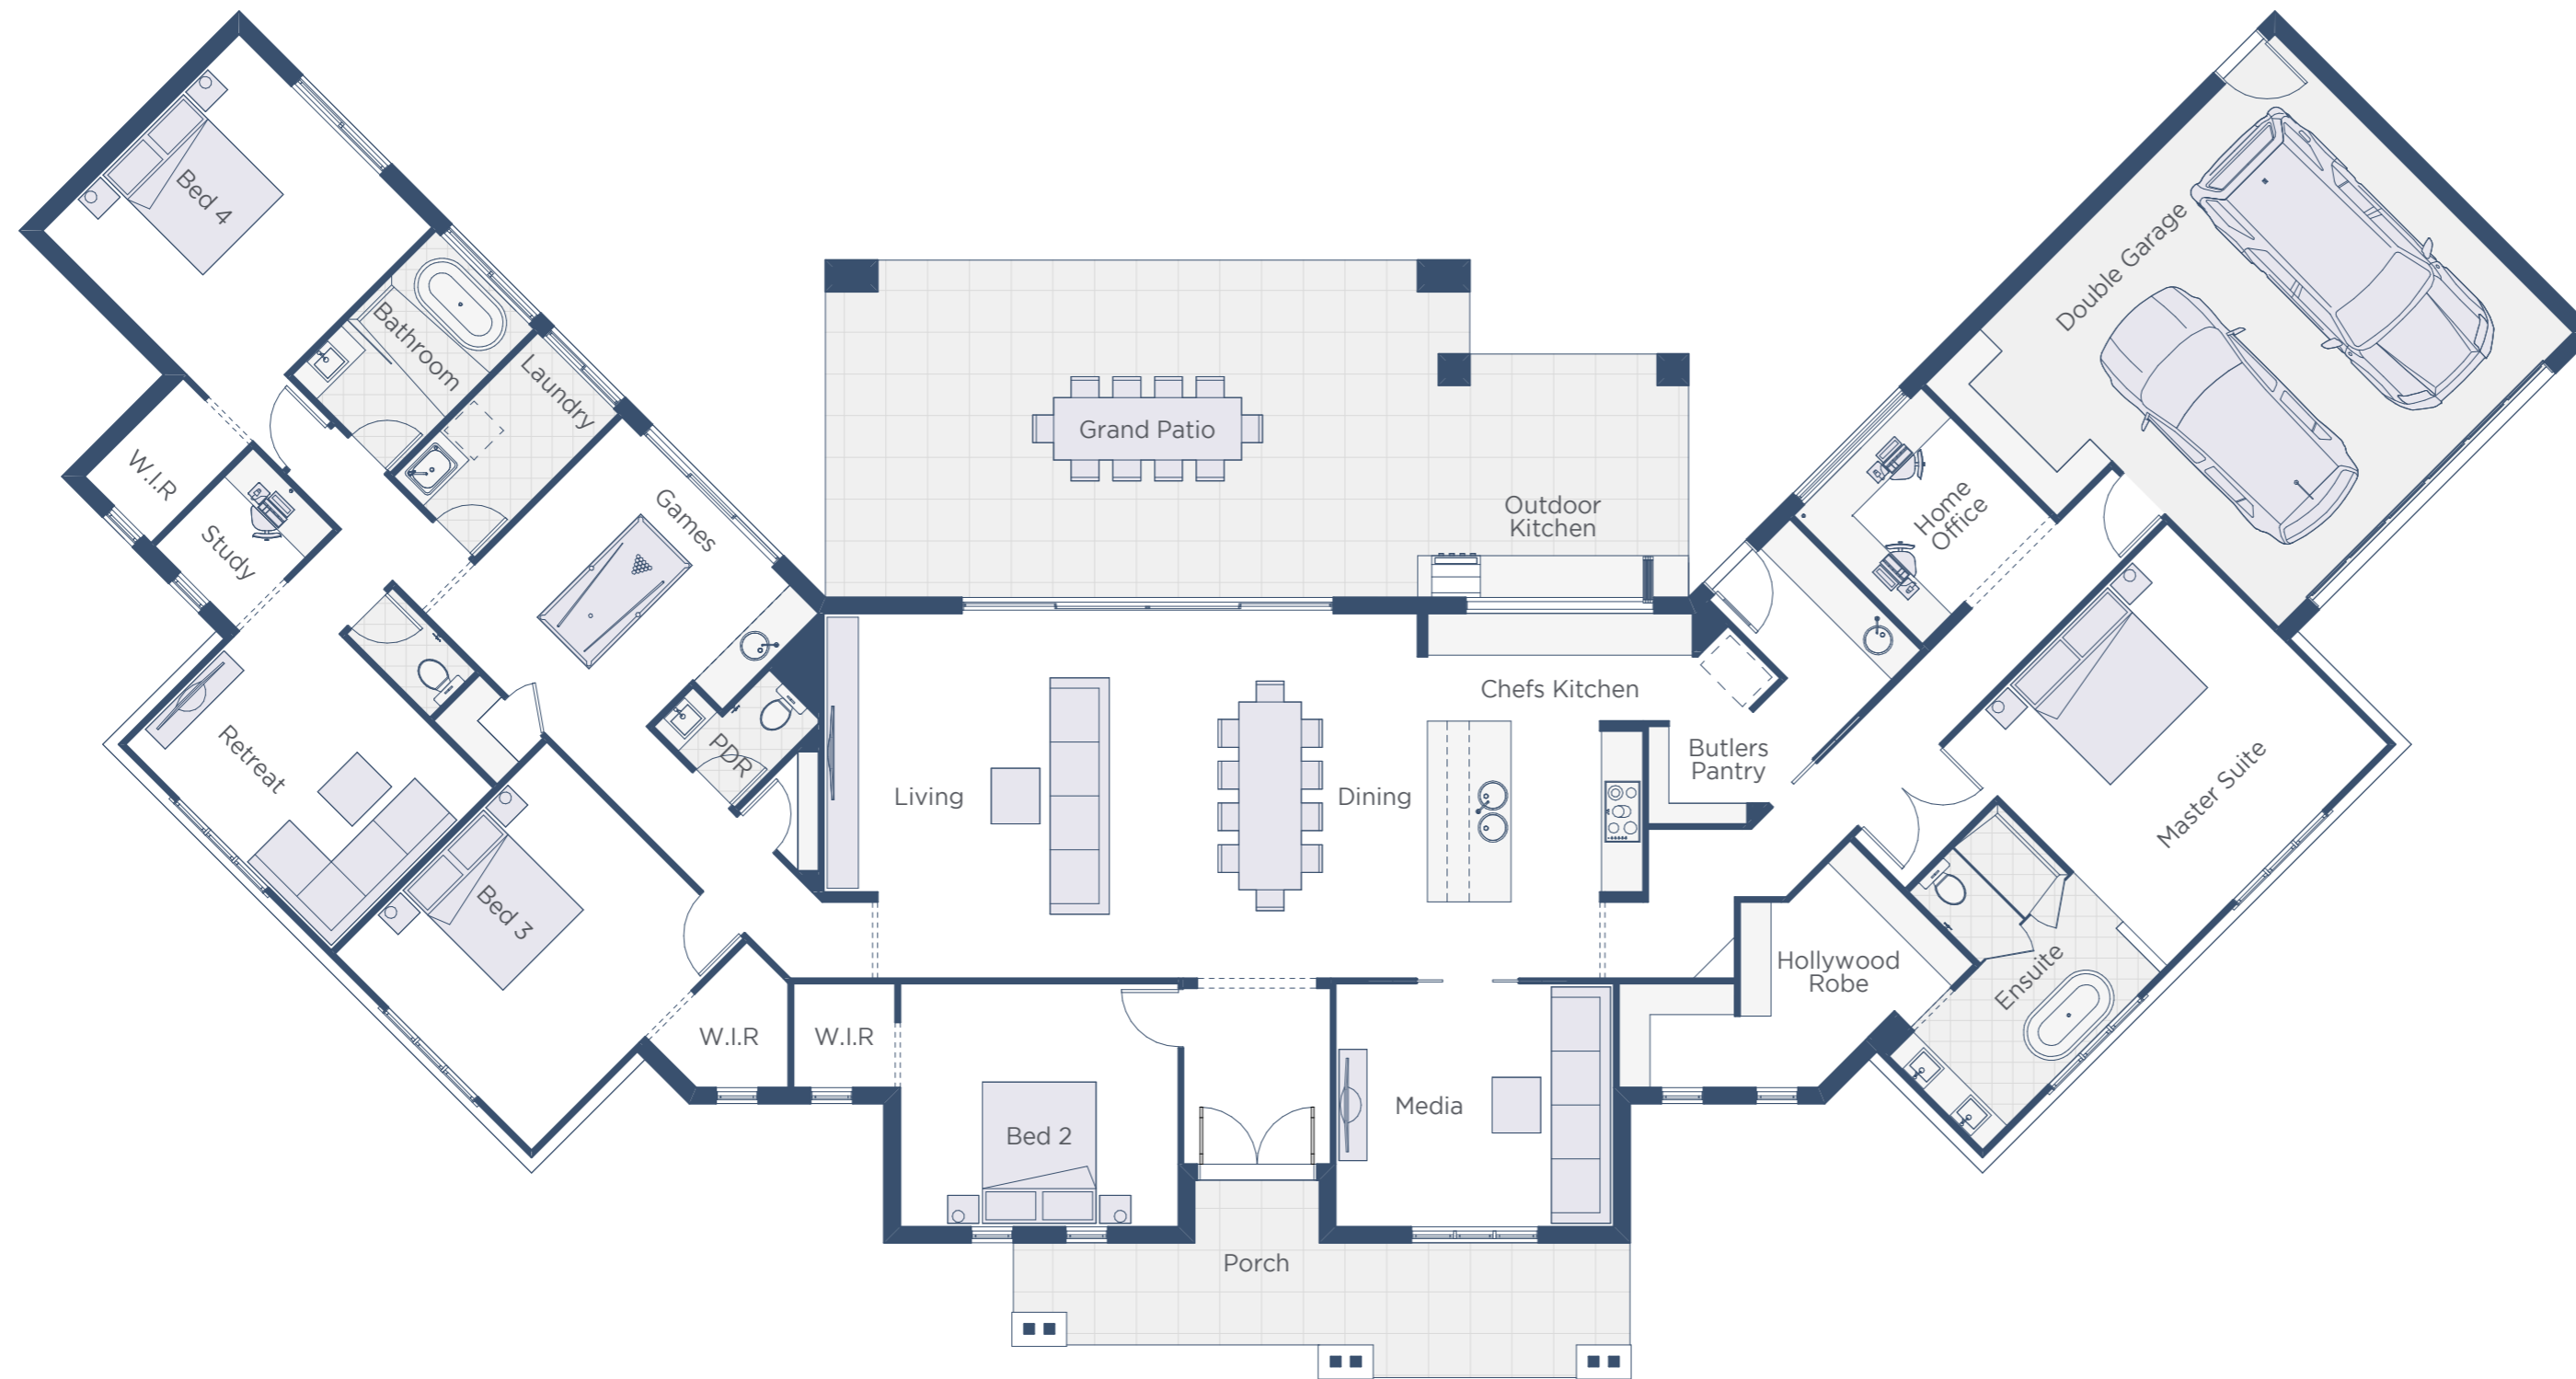 Bed 4
Bathroom
Laundry
W.I.R
Study
Games
Retreat
PDR
Bed 3
W.I.R
W.I.R
Bed 2
Grand Patio
Outdoor
Kitchen
Living
Dining
Chefs Kitchen
Butlers
Pantry
Media
Porch
Double Garage
Home
Office
Master Suite
Hollywood
Robe
Ensuite